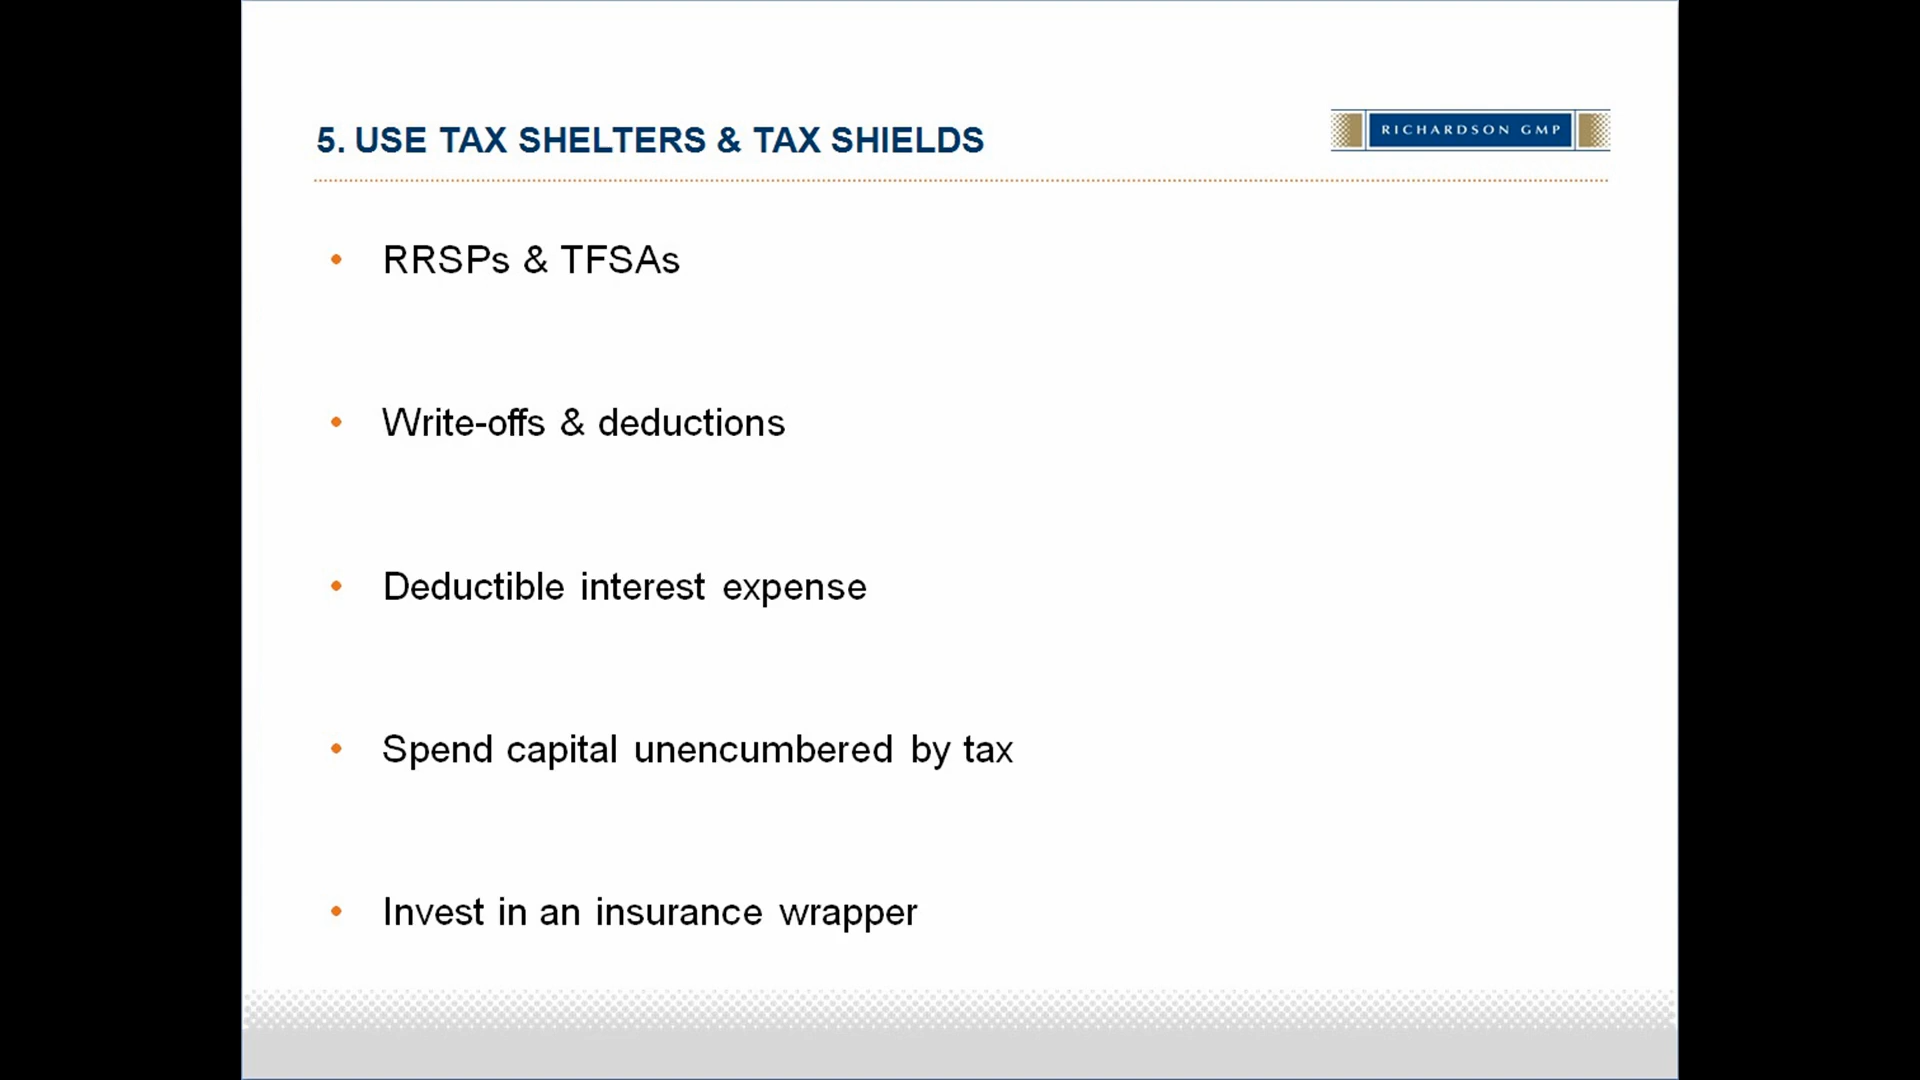 5. USE TAX SHELTERS & TAX SHIELDS
RICHARDSON GMP
• RRSPs & TFSAs
• Write-offs & deductions
• Deductible interest expense
• Spend capital unencumbered by tax
• Invest in an insurance wrapper